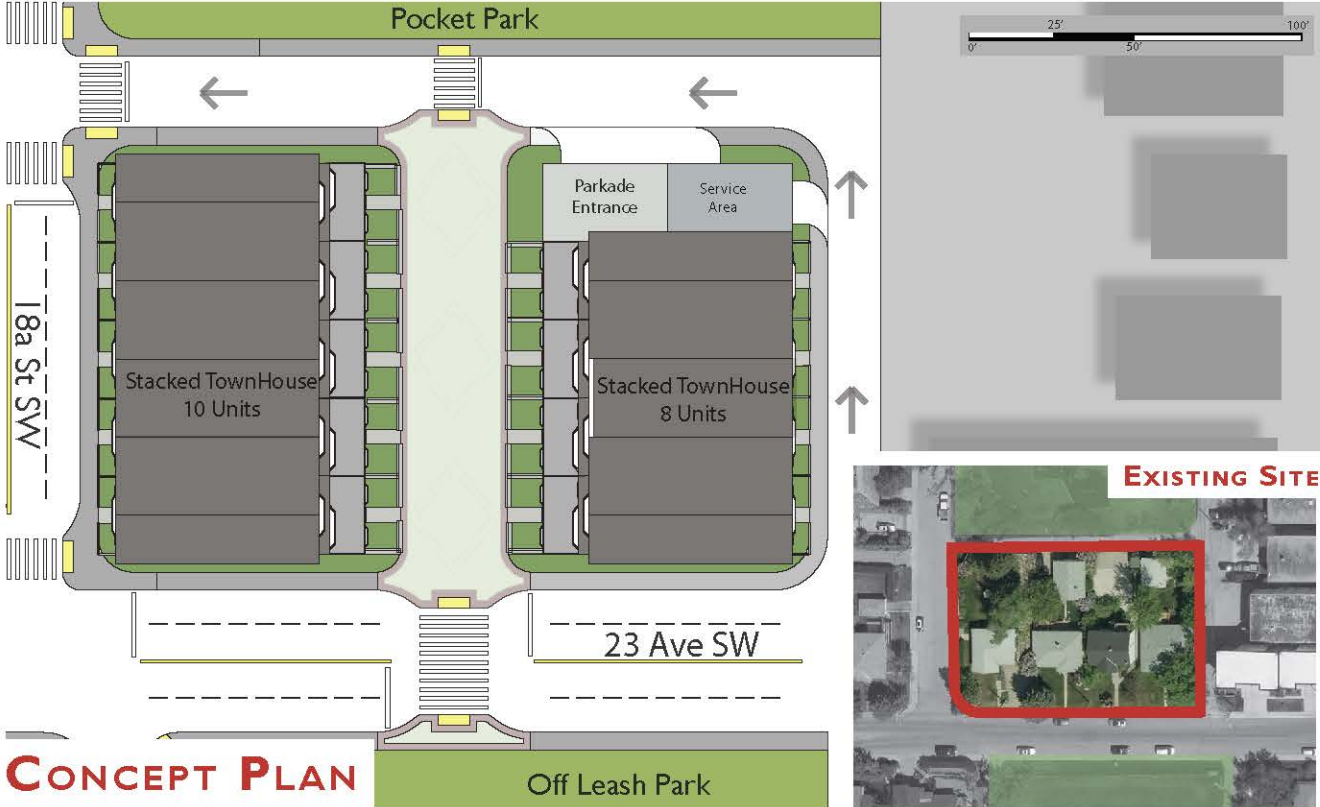 Pocket Park
25'
100'
0'
50'
Parkade
Entrance
Service
Area
18a St SW
Stacked TownHouse
10 Units
Stacked TownHouse
8 Units
EXISTING SITE
23 Ave SW
CONCEPT PLAN
Off Leash Park